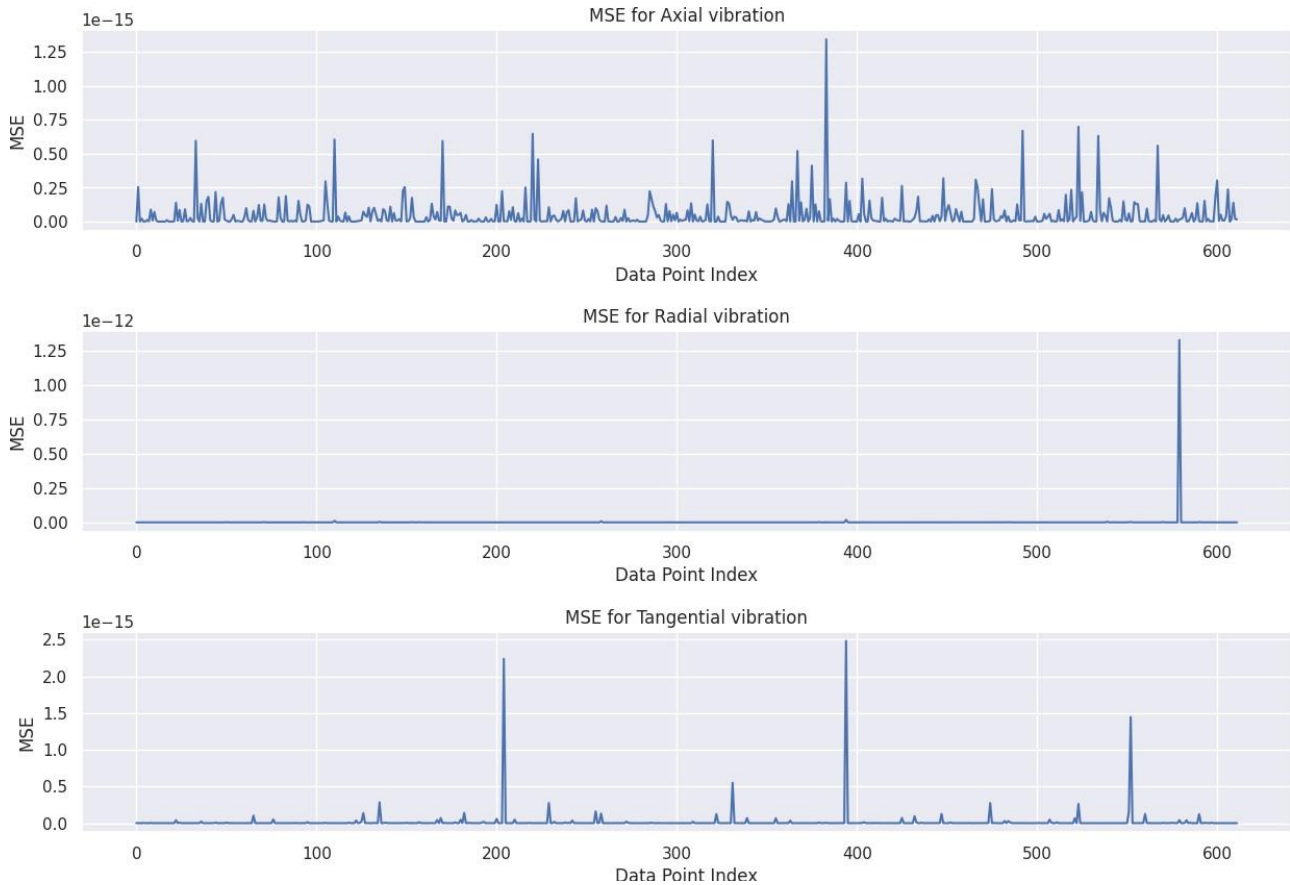 MSE for Axial vibration
1e−15
1.25
1.00
0.75
0.50
0.25
0.00
MSE
0 100 200 300 400 500 600
Data Point Index
MSE for Radial vibration
1e−12
1.25
1.00
0.75
0.50
0.25
0.00
MSE
0 100 200 300 400 500 600
Data Point Index
MSE for Tangential vibration
1e−15
2.5
2.0
1.5
1.0
0.5
0.0
MSE
0 100 200 300 400 500 600
Data Point Index